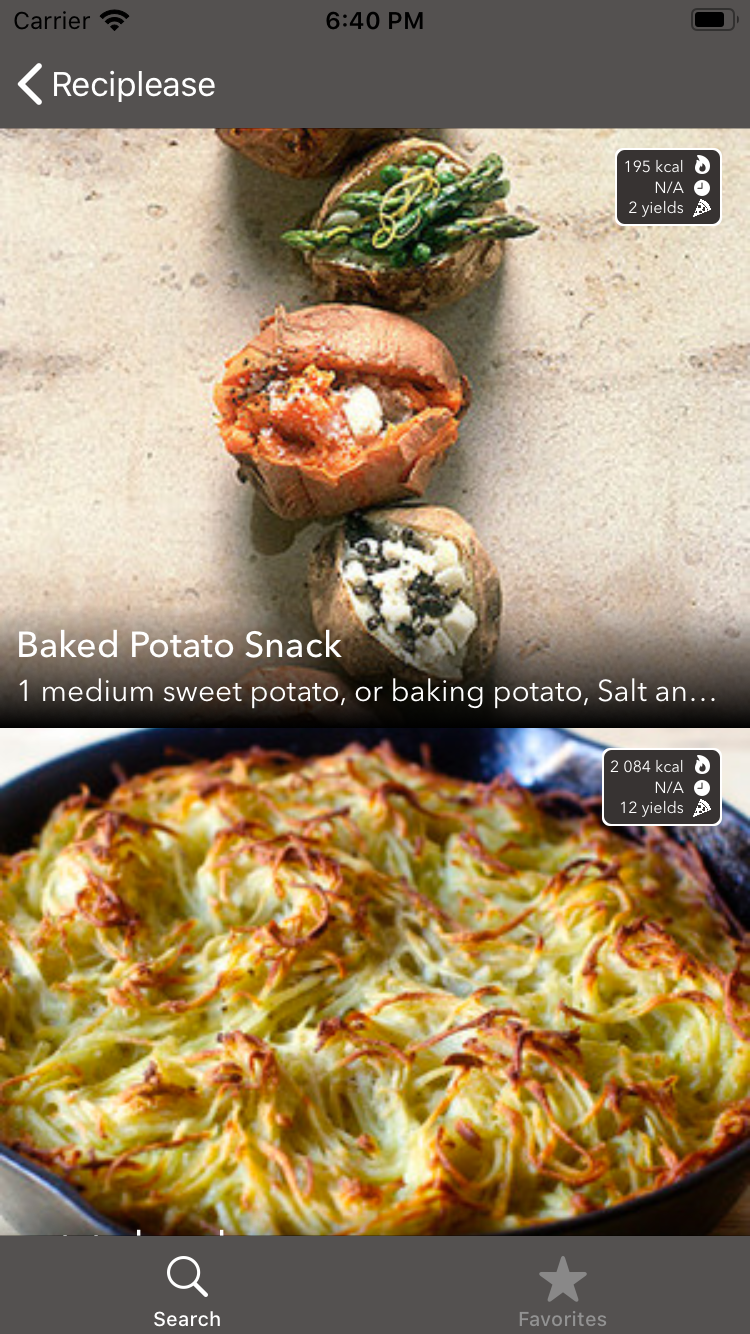 Carrier 6:40 PM
Reciplease
195 kcal
N/A
2 yields
Baked Potato Snack
1 medium sweet potato, or baking potato, Salt an…
2 084 kcal
N/A
12 yields
Search Favorites